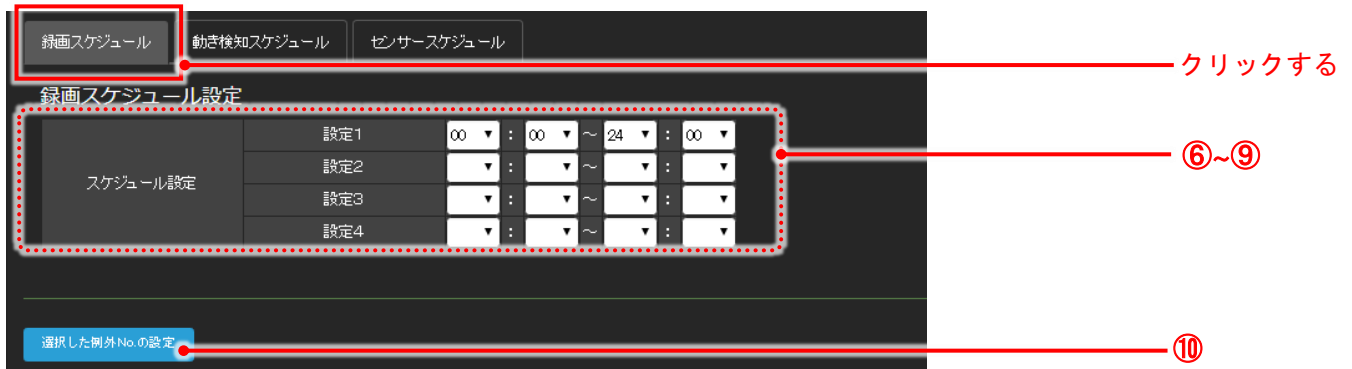 録画スケジュール 動き検知スケジュール センサースケジュール
クリックする
録画スケジュール設定
スケジュール設定
設定1 00 ▼ : 00 ▼ ～ 24 ▼ : 00 ▼
⑥~⑨
設定2 ▼ : ▼ ～ ▼ : ▼
設定3 ▼ : ▼ ～ ▼ : ▼
設定4 ▼ : ▼ ～ ▼ : ▼
選択した例外No.の設定
⑩